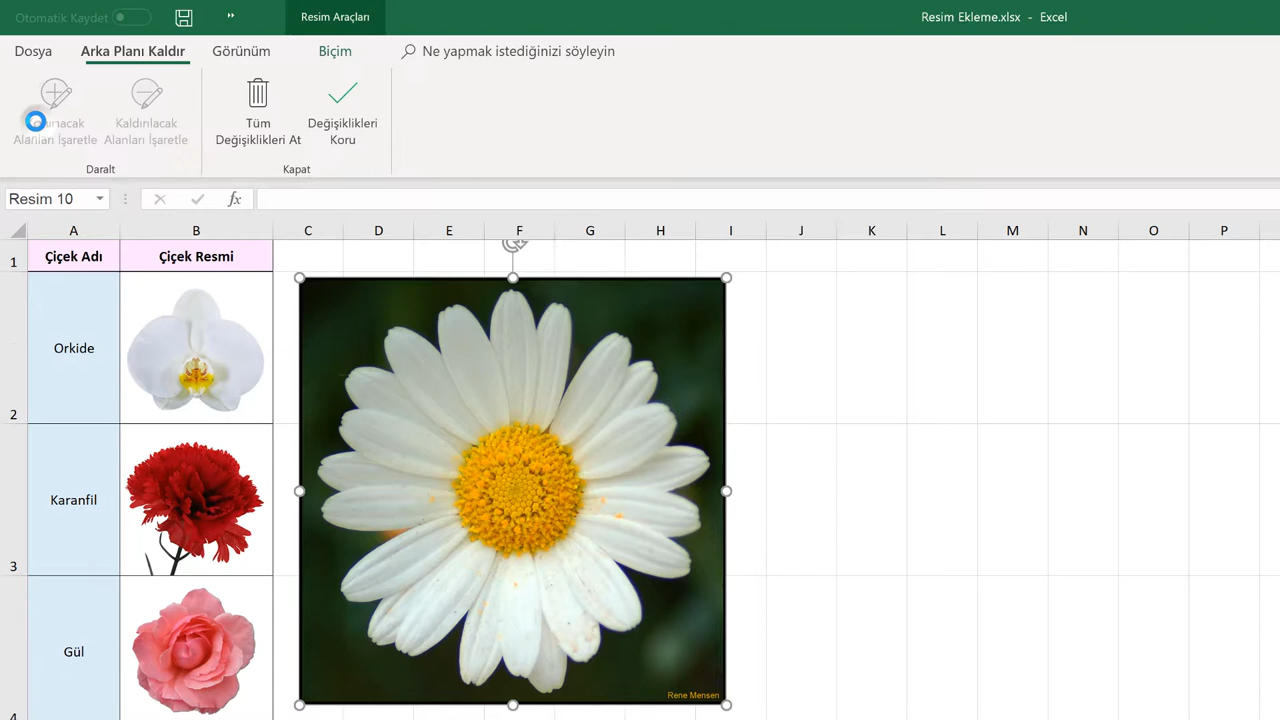 Otomatik Kaydet
Resim Araçları
Resim Ekleme.xlsx - Excel
Dosya
Arka Planı Kaldır
Görünüm
Biçim
Ne yapmak istediğinizi söyleyin
Alanları İşaretle
Kaldırılacak
Alanları İşaretle
Tüm
Değişiklikleri At
Değişiklikleri
Koru
Daralt
Kapat
Resim 10
fx
A B C D E F G H I J K L M N O P
1
Çiçek Adı
Çiçek Resmi
Orkide
2
Karanfil
3
Gül
4
Rene Mensen